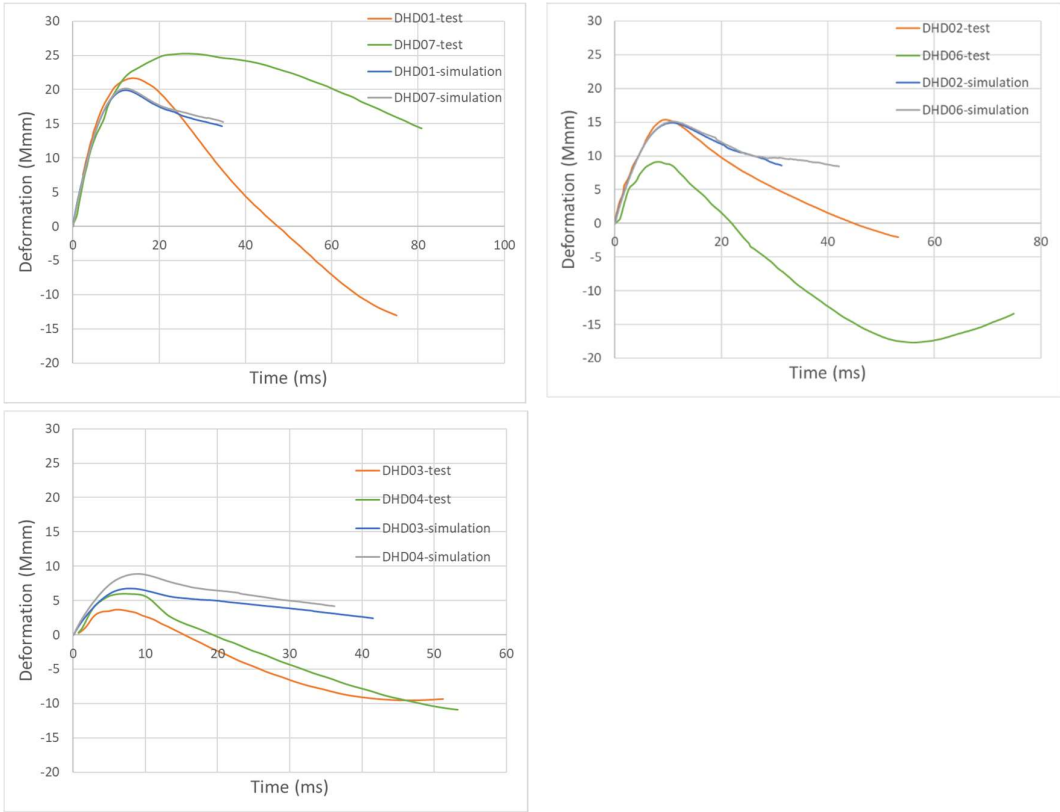 30
25
20
15
10
5
0
-5
-10
-15
-20
0
20
40
60
80
100
Deformation (Mmm)
Time (ms)
DHD01-test
DHD07-test
DHD01-simulation
DHD07-simulation
30
25
20
15
10
5
0
-5
-10
-15
-20
0
20
40
60
80
Deformation (Mmm)
Time (ms)
DHD02-test
DHD06-test
DHD02-simulation
DHD06-simulation
30
25
20
15
10
5
0
-5
-10
-15
-20
0
10
20
30
40
50
60
Deformation (Mmm)
Time (ms)
DHD03-test
DHD04-test
DHD03-simulation
DHD04-simulation